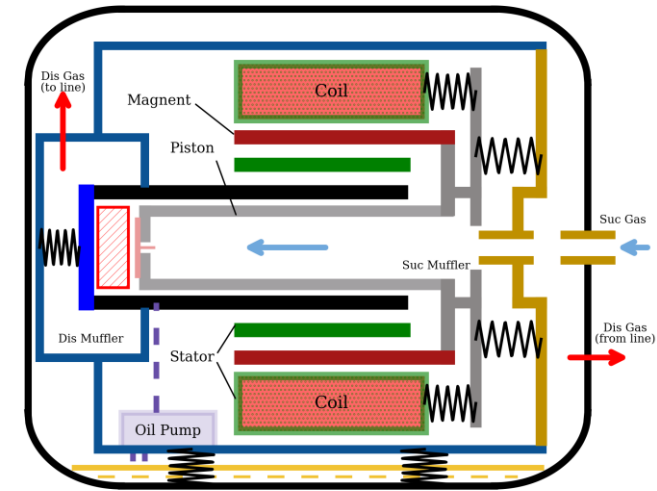 Dis Gas
(to line)
Coil
Magnent
Piston
Suc Gas
Suc Muffler
Dis Muffler
Dis Gas
(from line)
Stator
Coil
Oil Pump